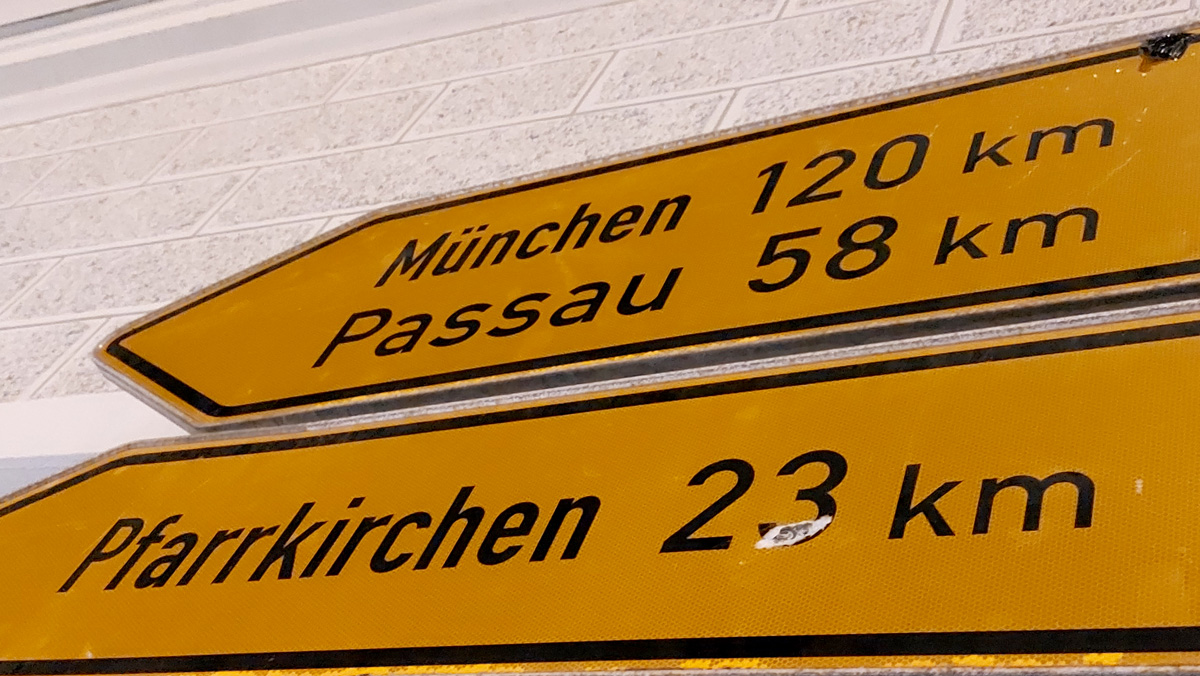 München 120 km
Passau 58 km
Pfarrkirchen 23 km